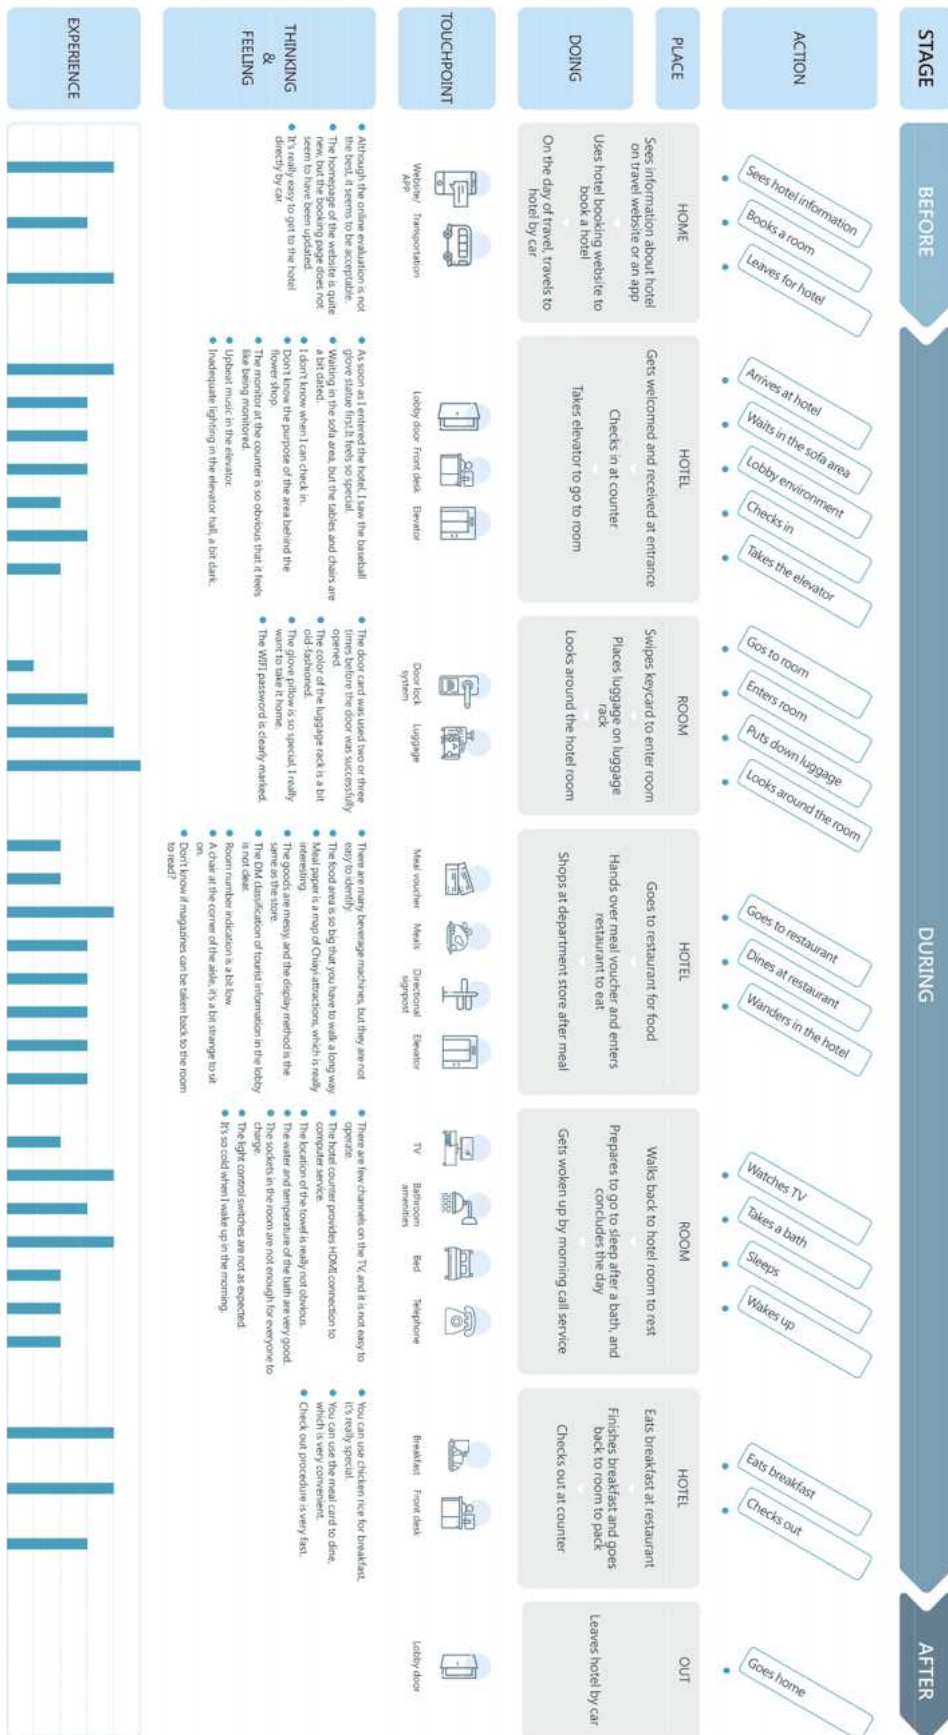 STAGE
BEFORE
DURING
AFTER
ACTION
Sees hotel information
Books a room
Leaves for hotel
Arrives at hotel
Waits in the sofa area
Lobby environment
Checks in
Takes the elevator
Gos to room
Enters room
Puts down luggage
Looks around the room
Goes to restaurant
Dines at restaurant
Wanders in the hotel
Watches TV
Takes a bath
Sleeps
Wakes up
Eats breakfast
Checks out
Goes home
PLACE
HOME
HOTEL
ROOM
HOTEL
ROOM
HOTEL
OUT
DOING
Sees information about hotel
on travel website or an app
Uses hotel booking website to
book a hotel
On the day of travel, travels to
hotel by car
Gets welcomed and received at entrance
Checks in at counter
Takes elevator to go to room
Swipes keycard to enter room
Places luggage on luggage
rack
Looks around the hotel room
Goes to restaurant for food
Hands over meal voucher and enters
restaurant to eat
Shops at department store after meal
Walks back to hotel room to rest
Prepares to go to sleep after a bath, and
concludes the day
Gets woken up by morning call service
Eats breakfast at restaurant
Finishes breakfast and goes
back to room to pack
Checks out at counter
Leaves hotel by car
TOUCHPOINT
Website/
APP
Transportation
Lobby door
Front desk
Elevator
Door lock
system
Luggage
Meal voucher
Meals
Directional
signpost
Elevator
TV
Bathroom
amenities
Bed
Telephone
Breakfast
Front desk
Lobby door
THINKING
&
FEELING
Although the online evaluation is not
the best, it seems to be acceptable.
The homepage of the website is quite
new, but the booking page does not
seem to have been updated.
It's really easy to get to the hotel
directly by car.
As soon as I entered the hotel, I saw the baseball
glove statue first.It feels so special.
Waiting in the sofa area, but the tables and chairs are
a bit dated.
I don't know when I can check in.
Don't know the purpose of the area behind the
flower shop.
The monitor at the counter is so obvious that it feels
like being monitored.
Upbeat music in the elevator.
Inadequate lighting in the elevator hall, a bit dark.
The door card was used two or three
times before the door was successfully
opened.
The color of the luggage rack is a bit
old-fashioned.
The glove pillow is so special, I really
want to take it home.
The WIFI password is clearly marked.
There are many beverage machines, but they are not
easy to identify.
The food area is so big that you have to walk a long way.
Meal paper is a map of Chiayi attractions, which is really
interesting.
The goods are messy, and the display method is the
same as the store.
The DM classification of tourist information in the lobby
is not clear.
Room number indication is a bit low.
A chair at the corner of the aisle, it's a bit strange to sit
on.
Don't know if magazines can be taken back to the room
to read?
There are few channels on the TV, and it is not easy to
operate.
The hotel counter provides HDMI connection to
computer service.
The location of the towel is really not obvious.
The water and temperature of the bath are very good.
The sockets in the room are not enough for everyone to
charge.
The light control switches are not as expected.
It's so cold when I wake up in the morning.
You can use chicken rice for breakfast,
it's really special.
You can use the meal card to dine,
which is very convenient.
Check out procedure is very fast.
EXPERIENCE